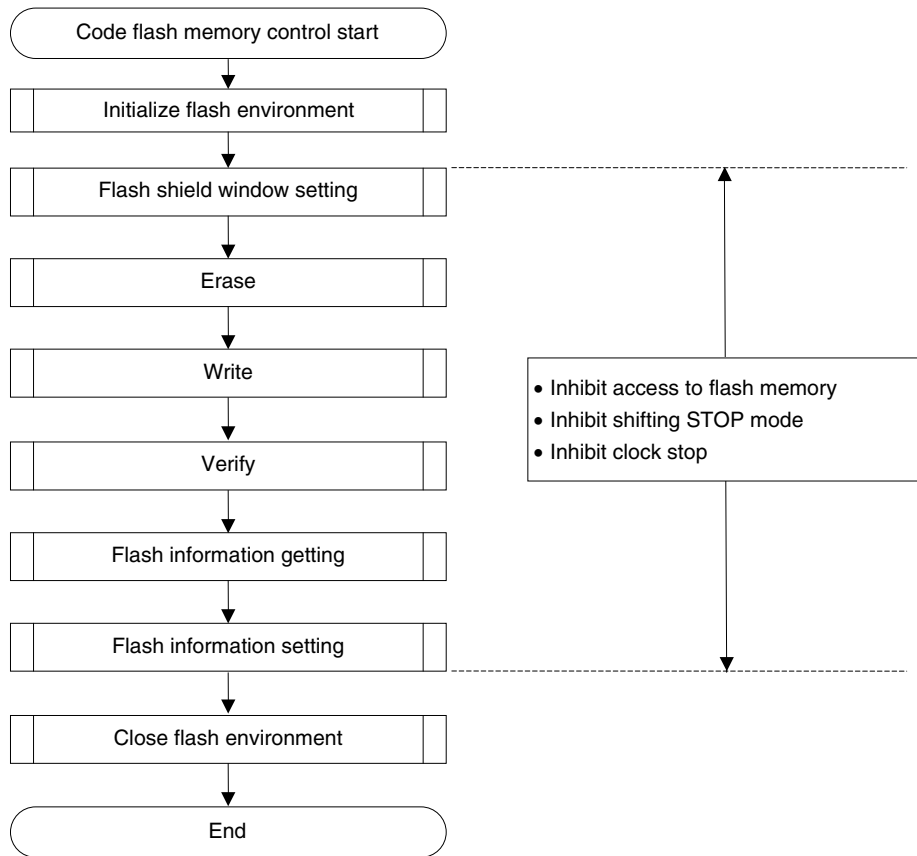 Code flash memory control start
Initialize flash environment
Flash shield window setting
Erase
Write
Verify
Flash information getting
Flash information setting
Close flash environment
End
• Inhibit access to flash memory
• Inhibit shifting STOP mode
• Inhibit clock stop